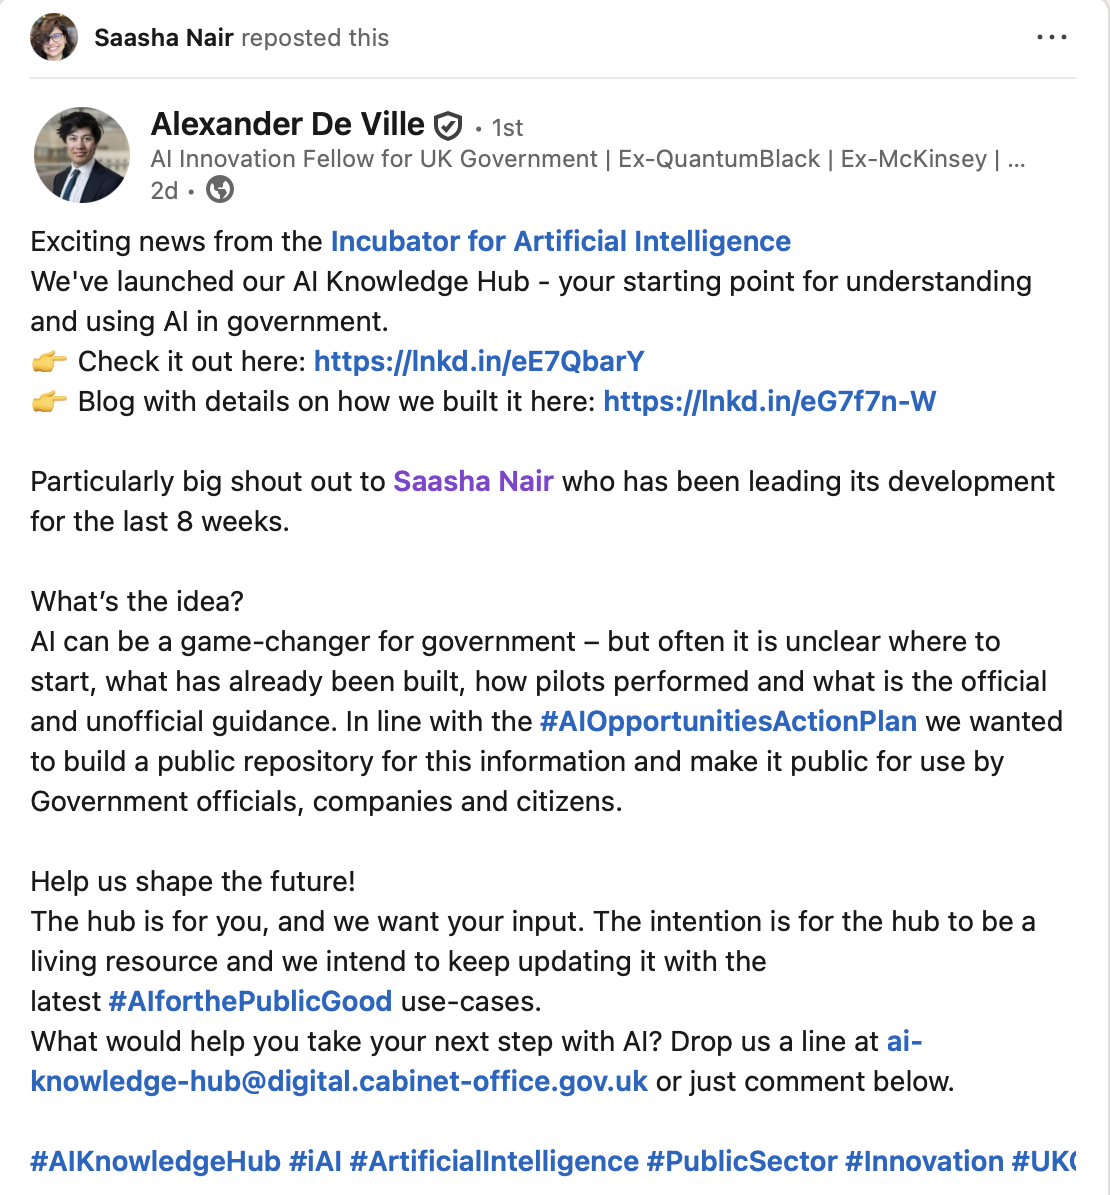 Saasha Nair reposted this
Alexander De Ville • 1st
AI Innovation Fellow for UK Government | Ex-QuantumBlack | Ex-McKinsey | ...
2d •
Exciting news from the Incubator for Artificial Intelligence
We've launched our AI Knowledge Hub - your starting point for understanding
and using AI in government.
👉 Check it out here: https://lnkd.in/eE7QbarY
👉 Blog with details on how we built it here: https://lnkd.in/eG7f7n-W
Particularly big shout out to Saasha Nair who has been leading its development
for the last 8 weeks.
What’s the idea?
AI can be a game-changer for government – but often it is unclear where to
start, what has already been built, how pilots performed and what is the official
and unofficial guidance. In line with the #AIOpportunitiesActionPlan we wanted
to build a public repository for this information and make it public for use by
Government officials, companies and citizens.
Help us shape the future!
The hub is for you, and we want your input. The intention is for the hub to be a
living resource and we intend to keep updating it with the
latest #AIforthePublicGood use-cases.
What would help you take your next step with AI? Drop us a line at ai-
knowledge-hub@digital.cabinet-office.gov.uk or just comment below.
#AIKnowledgeHub #iAI #ArtificialIntelligence #PublicSector #Innovation